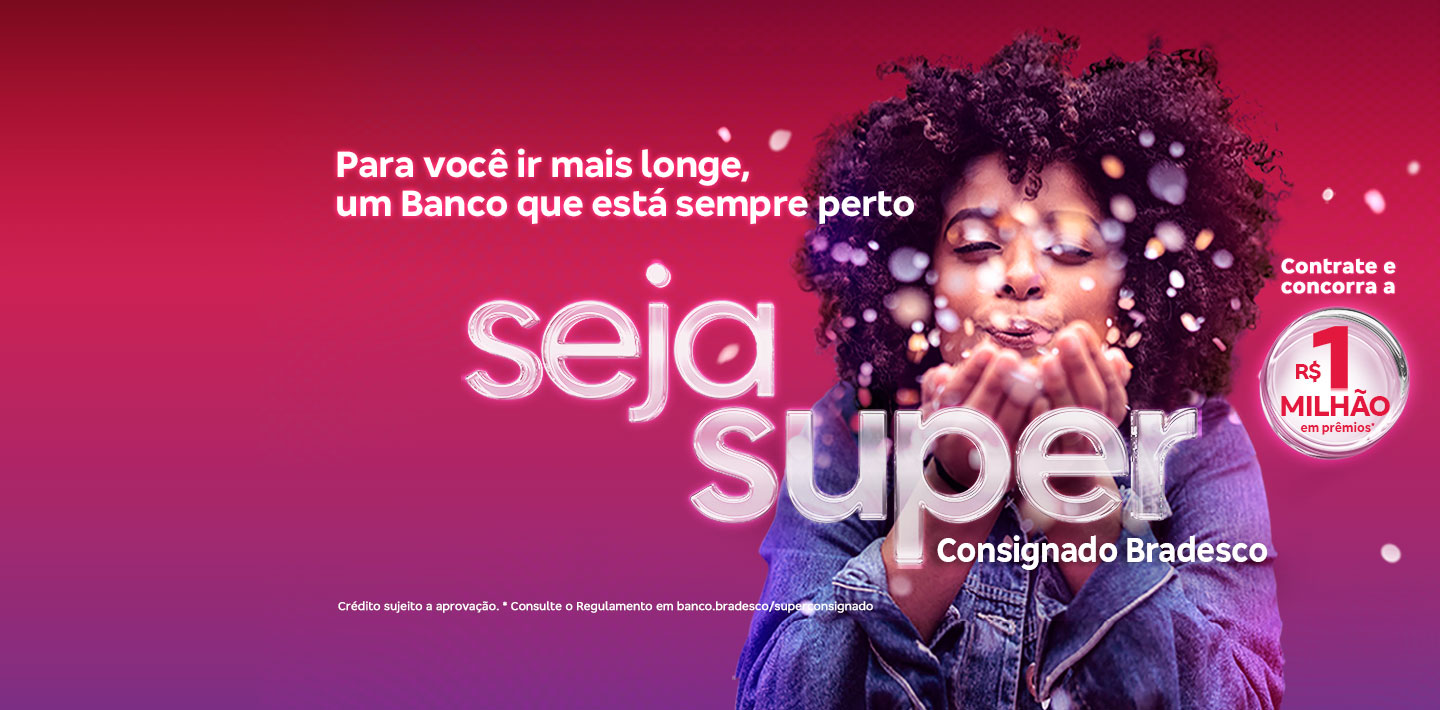 Para você ir mais longe,
um Banco que está sempre perto
seja
super
Consignado Bradesco
Contrate e
concorra a
R$ 1
MILHÃO
em prêmios*
Crédito sujeito a aprovação. * Consulte o Regulamento em banco.bradesco/superconsignado